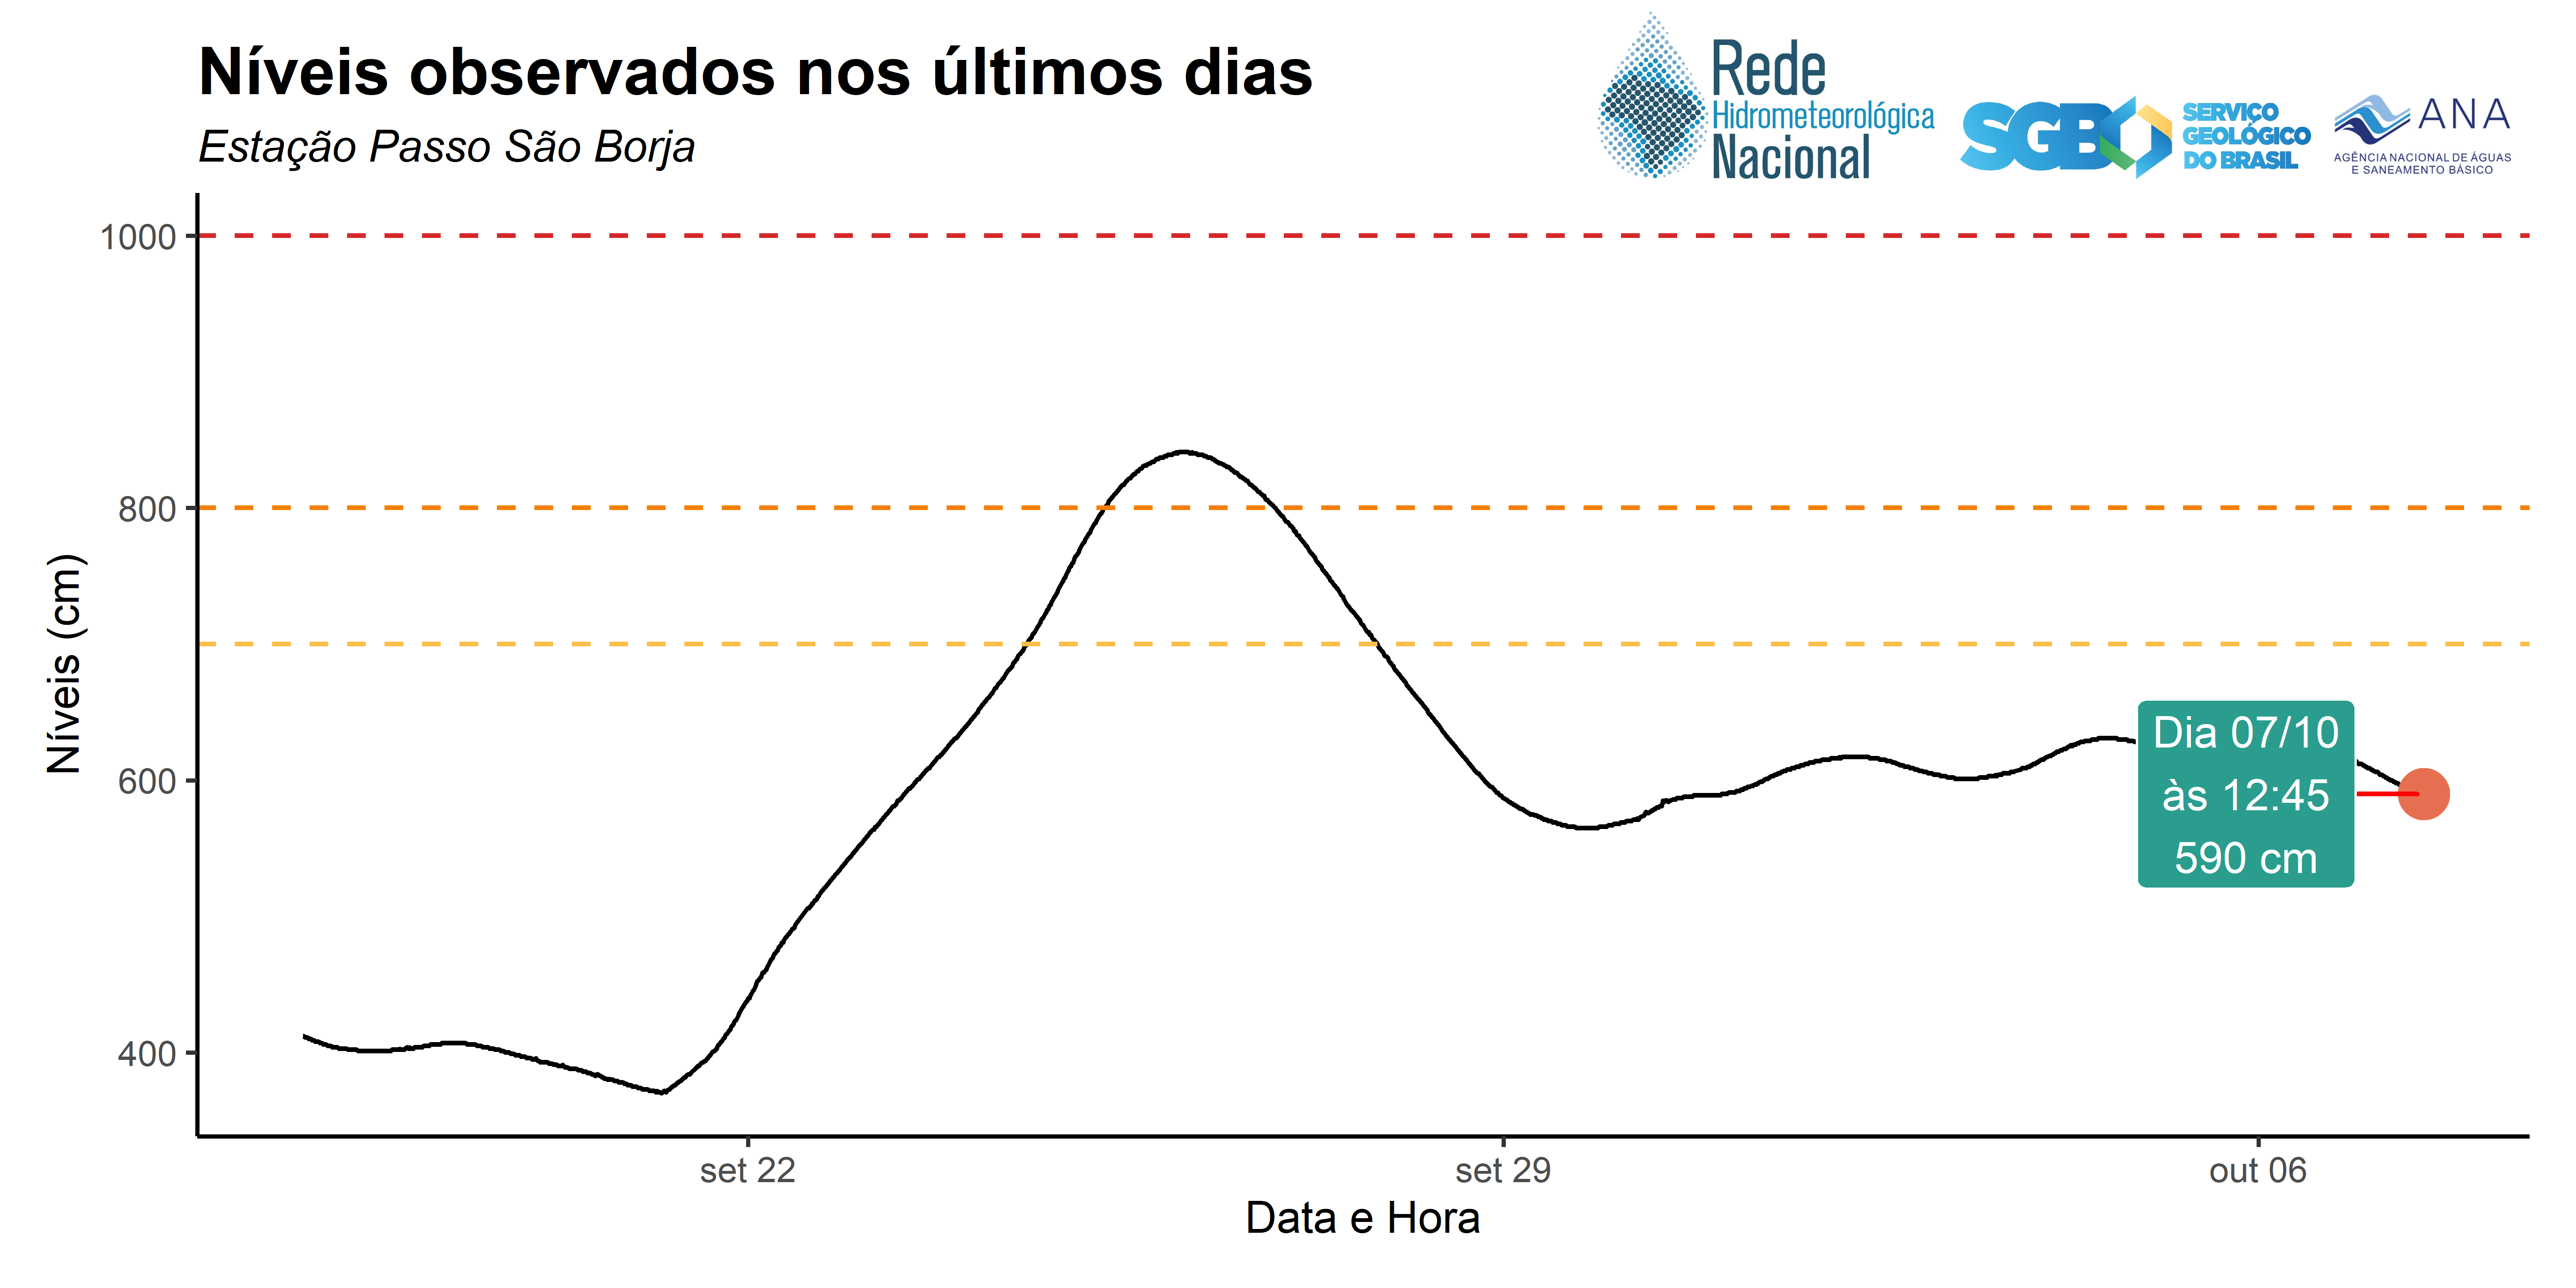 Níveis observados nos últimos dias
Estação Passo São Borja
Rede
Hidrometeorológica
Nacional
SGB
SERVIÇO
GEOLÓGICO
DO BRASIL
ANA
AGÊNCIA NACIONAL DE ÁGUAS
E SANEAMENTO BÁSICO
Níveis (cm)
1000
800
600
400
Dia 07/10
às 12:45
590 cm
set 22
set 29
out 06
Data e Hora